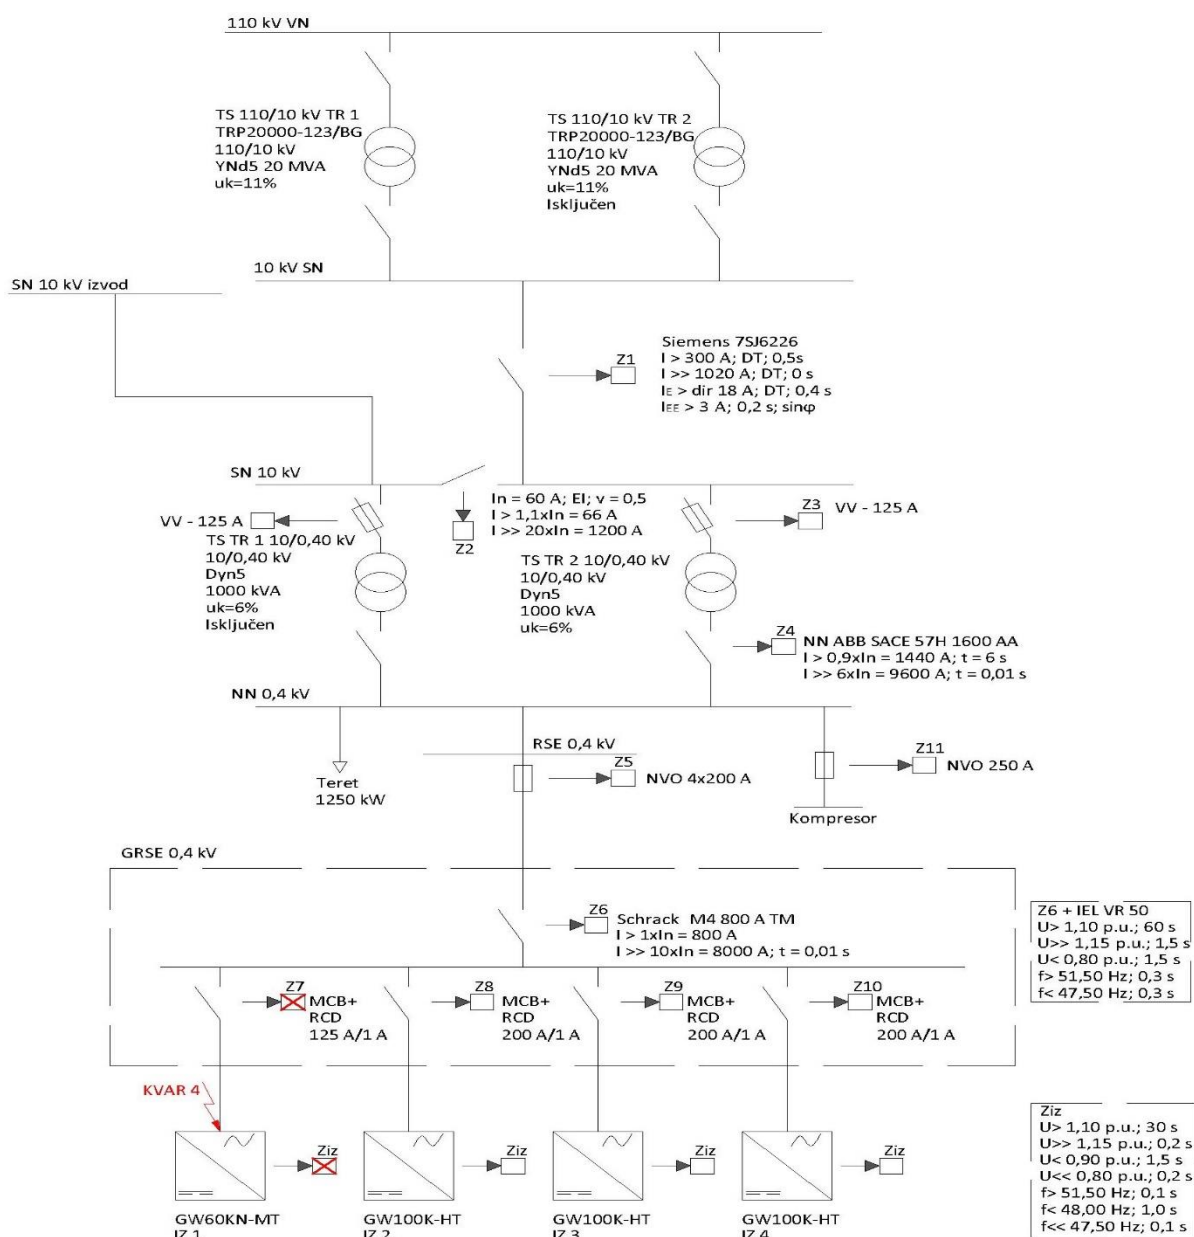 110 kV VN
TS 110/10 kV TR 1
TRP20000-123/BG
110/10 kV
YNd5 20 MVA
uk=11%
TS 110/10 kV TR 2
TRP20000-123/BG
110/10 kV
YNd5 20 MVA
uk=11%
Isključen
10 kV SN
SN 10 kV izvod
Z1
Siemens 7SJ6226
I > 300 A; DT; 0,5s
I >> 1020 A; DT; 0 s
IE > dir 18 A; DT; 0,4 s
IEE > 3 A; 0,2 s; sinφ
SN 10 kV
VV - 125 A
TS TR 1 10/0,40 kV
10/0,40 kV
Dyn5
1000 kVA
uk=6%
Isključen
Z2
In = 60 A; EI; v = 0,5
I > 1,1xIn = 66 A
I >> 20xIn = 1200 A
TS TR 2 10/0,40 kV
10/0,40 kV
Dyn5
1000 kVA
uk=6%
Z3
VV - 125 A
Z4
NN ABB SACE 57H 1600 AA
I > 0,9xIn = 1440 A; t = 6 s
I >> 6xIn = 9600 A; t = 0,01 s
NN 0,4 kV
Teret
1250 kW
RSE 0,4 kV
Z5
NVO 4x200 A
Z11
NVO 250 A
Kompresor
GRSE 0,4 kV
Z6
Schrack M4 800 A TM
I > 1xIn = 800 A
I >> 10xIn = 8000 A; t = 0,01 s
Z6 + IEL VR 50
U> 1,10 p.u.; 60 s
U>> 1,15 p.u.; 1,5 s
U< 0,80 p.u.; 1,5 s
f> 51,50 Hz; 0,3 s
f< 47,50 Hz; 0,3 s
Z7
MCB+
RCD
125 A/1 A
Z8
MCB+
RCD
200 A/1 A
Z9
MCB+
RCD
200 A/1 A
Z10
MCB+
RCD
200 A/1 A
KVAR 4
Ziz
Ziz
Ziz
Ziz
GW60KN-MT
IZ 1
GW100K-HT
IZ 2
GW100K-HT
IZ 3
GW100K-HT
IZ 4
Ziz
U> 1,10 p.u.; 30 s
U>> 1,15 p.u.; 0,2 s
U< 0,90 p.u.; 1,5 s
U<< 0,80 p.u.; 0,2 s
f> 51,50 Hz; 0,1 s
f< 48,00 Hz; 1,0 s
f<< 47,50 Hz; 0,1 s